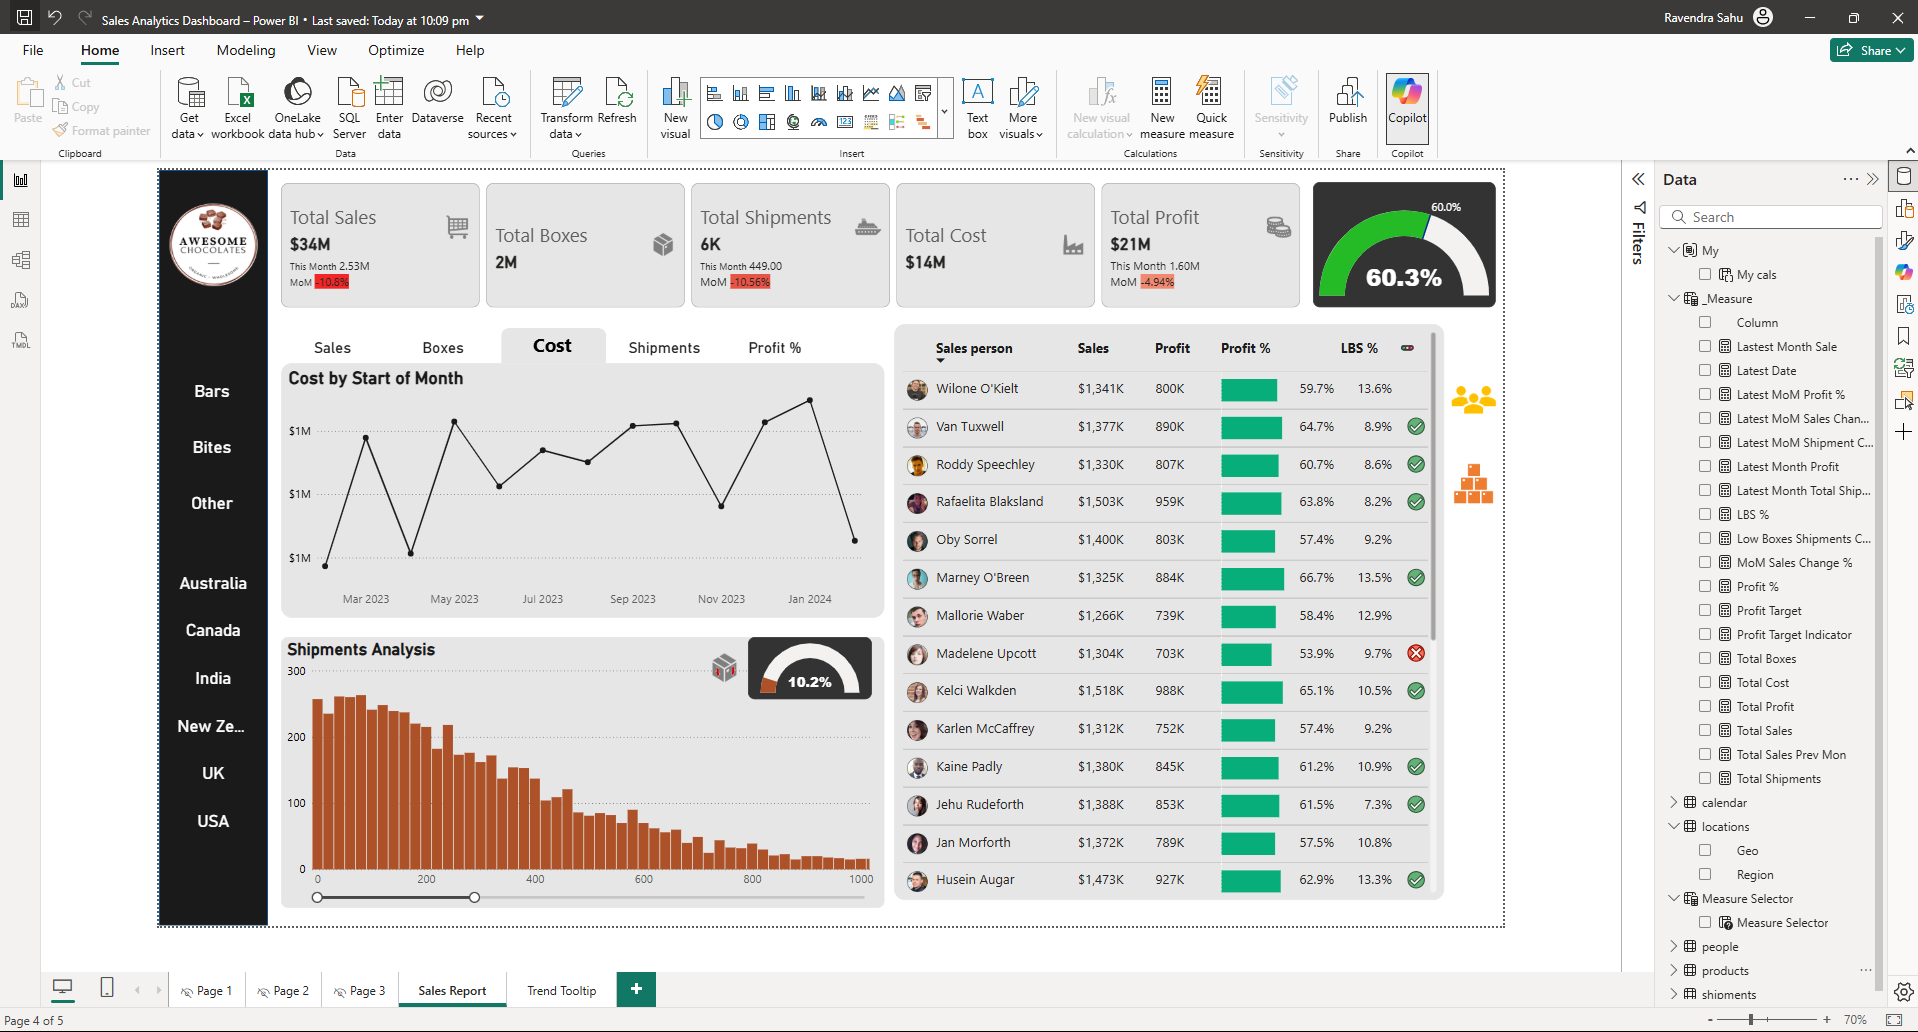 Sales Analytics Dashboard – Power BI • Last saved: Today at 10:09 pm
Ravendra Sahu
File Home Insert Modeling View Optimize Help
Share
Paste
Cut
Copy
Format painter
Clipboard
Get data
Excel workbook
OneLake data hub
SQL Server
Enter data
Dataverse
Recent sources
Data
Transform data
Refresh
Queries
New visual
Text box
More visuals
Insert
New visual calculation
New measure
Quick measure
Calculations
Sensitivity
Sensitivity
Publish
Share
Copilot
Copilot
DAX
TMDL
AWESOME
CHOCOLATES
Bars
Bites
Other
Australia
Canada
India
New Ze...
UK
USA
Total Sales
$34M
This Month 2.53M
MoM -10.8%
Total Boxes
2M
Total Shipments
6K
This Month 449.00
MoM -10.56%
Total Cost
$14M
Total Profit
$21M
This Month 1.60M
MoM -4.94%
60.0%
60.3%
Sales Boxes Cost Shipments Profit %
Cost by Start of Month
$1M
$1M
$1M
Mar 2023 May 2023 Jul 2023 Sep 2023 Nov 2023 Jan 2024
Shipments Analysis
10.2%
300
200
100
0
0 200 400 600 800 1000
Sales person Sales Profit Profit % LBS %
Wilone O'Kielt $1,341K 800K 59.7% 13.6%
Van Tuxwell $1,377K 890K 64.7% 8.9%
Roddy Speechley $1,330K 807K 60.7% 8.6%
Rafaelita Blaksland $1,503K 959K 63.8% 8.2%
Oby Sorrel $1,400K 803K 57.4% 9.2%
Marney O'Breen $1,325K 884K 66.7% 13.5%
Mallorie Waber $1,266K 739K 58.4% 12.9%
Madelene Upcott $1,304K 703K 53.9% 9.7%
Kelci Walkden $1,518K 988K 65.1% 10.5%
Karlen McCaffrey $1,312K 752K 57.4% 9.2%
Kaine Padly $1,380K 845K 61.2% 10.9%
Jehu Rudeforth $1,388K 853K 61.5% 7.3%
Jan Morforth $1,372K 789K 57.5% 10.8%
Husein Augar $1,473K 927K 62.9% 13.3%
Filters
Data
Search
My
My cals
_Measure
Column
Lastest Month Sale
Latest Date
Latest MoM Profit %
Latest MoM Sales Chan...
Latest MoM Shipment C...
Latest Month Profit
Latest Month Total Ship...
LBS %
Low Boxes Shipments C...
MoM Sales Change %
Profit %
Profit Target
Profit Target Indicator
Total Boxes
Total Cost
Total Profit
Total Sales
Total Sales Prev Mon
Total Shipments
calendar
locations
Geo
Region
Measure Selector
Measure Selector
people
products
shipments
Page 1 Page 2 Page 3 Sales Report Trend Tooltip +
Page 4 of 5
- + 70%